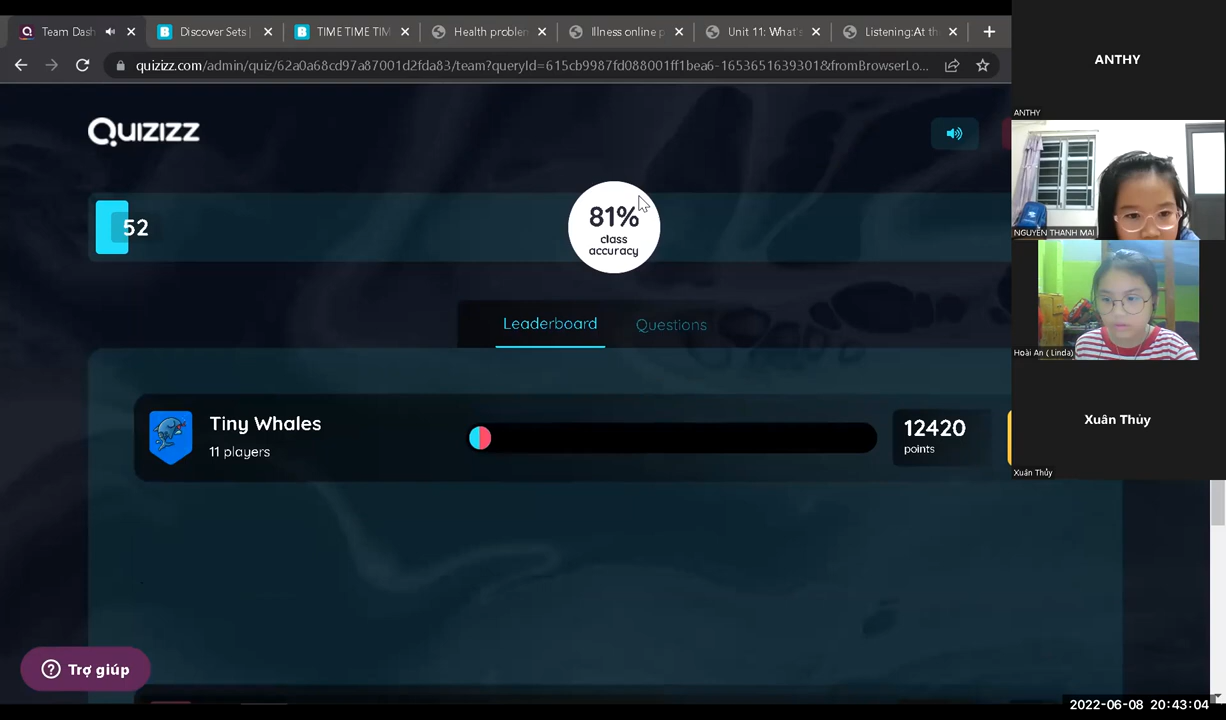 Team Dash
Discover Sets |
TIME TIME TIM
Health problem
Illness online p
Unit 11: What's
Listening:At th
quizizz.com/admin/quiz/62a0a68cd97a87001d2fda83/team?queryId=615cb9987fd088001ff1bea6-1653651639301&fromBrowserLo...
ANTHY
ANTHY
Quizizz
NGUYỄN THANH MAI
52
81%
class
accuracy
Leaderboard
Questions
Hoài An ( Linda)
Tiny Whales
11 players
12420
points
Xuân Thủy
Xuân Thủy
Trợ giúp
2022-06-08 20:43:04